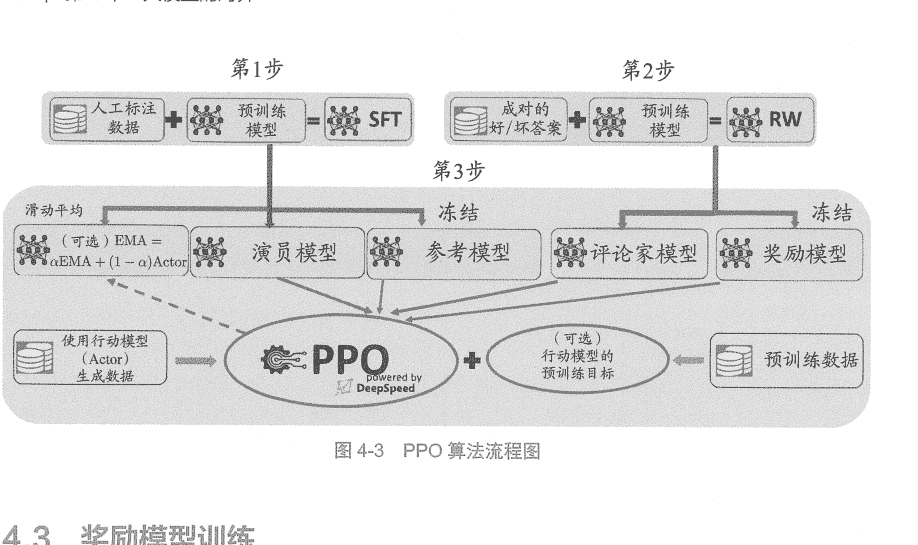 第1步
第2步
人工标注
数据
+
预训练
模型
=
SFT
成对的
好/坏答案
+
预训练
模型
=
RW
第3步
滑动平均
冻结
冻结
（可选）EMA =
αEMA + (1 − α)Actor
演员模型
参考模型
评论家模型
奖励模型
使用行动模型
（Actor）
生成数据
PPO
powered by
DeepSpeed
+
（可选）
行动模型的
预训练目标
预训练数据
图 4-3 PPO 算法流程图
4.3 奖励模型训练